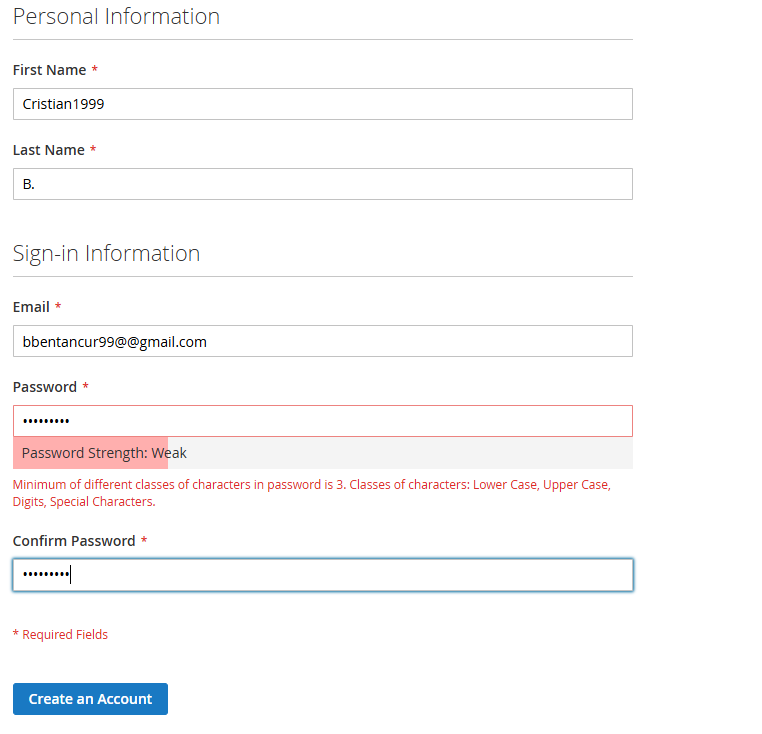 Personal Information
First Name *
Cristian1999
Last Name *
B.
Sign-in Information
Email *
bbentancur99@@gmail.com
Password *
•••••••••
Password Strength: Weak
Minimum of different classes of characters in password is 3. Classes of characters: Lower Case, Upper Case,
Digits, Special Characters.
Confirm Password *
•••••••••
* Required Fields
Create an Account